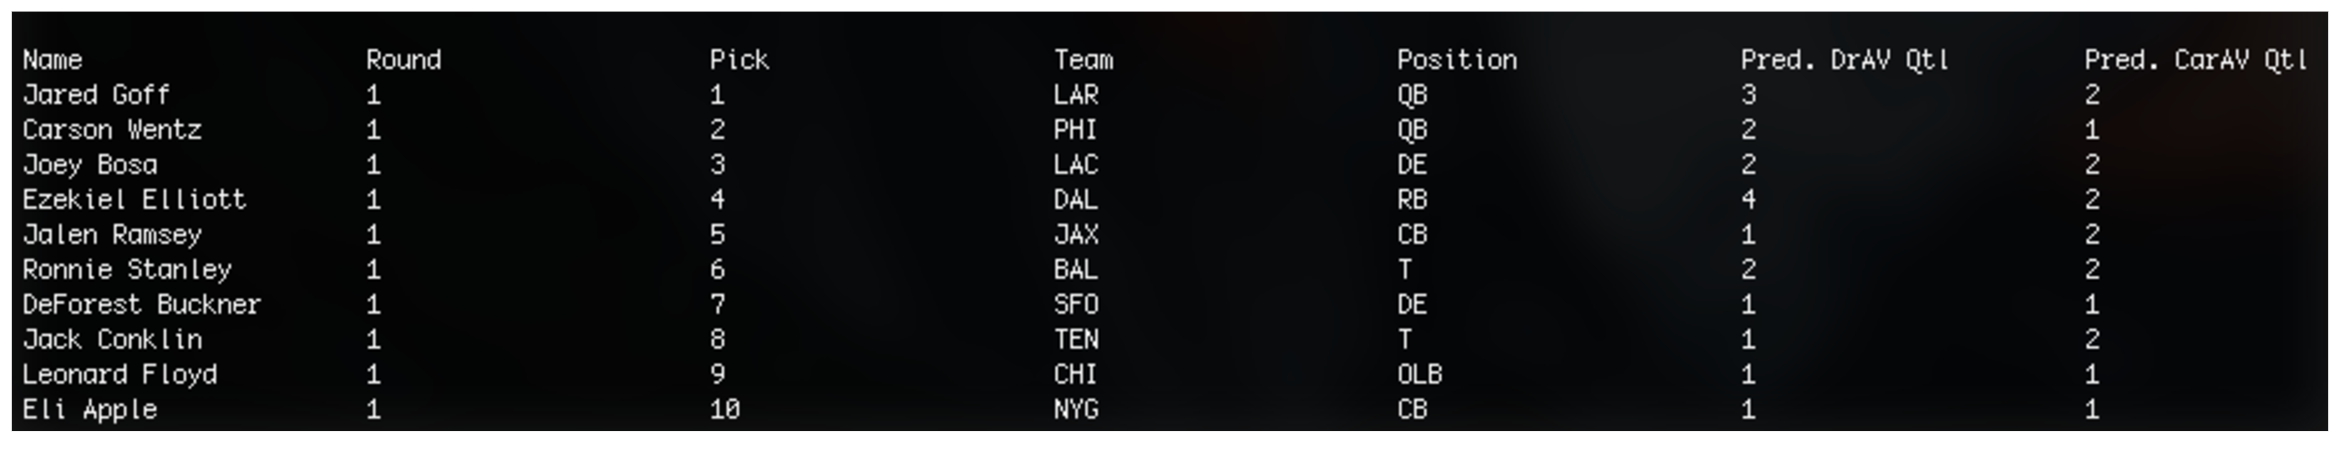 Name Round Pick Team Position Pred. DrAV Qtl Pred. CarAV Qtl
Jared Goff 1 1 LAR QB 3 2
Carson Wentz 1 2 PHI QB 2 1
Joey Bosa 1 3 LAC DE 2 2
Ezekiel Elliott 1 4 DAL RB 4 2
Jalen Ramsey 1 5 JAX CB 1 2
Ronnie Stanley 1 6 BAL T 2 2
DeForest Buckner 1 7 SFO DE 1 1
Jack Conklin 1 8 TEN T 1 2
Leonard Floyd 1 9 CHI OLB 1 1
Eli Apple 1 10 NYG CB 1 1